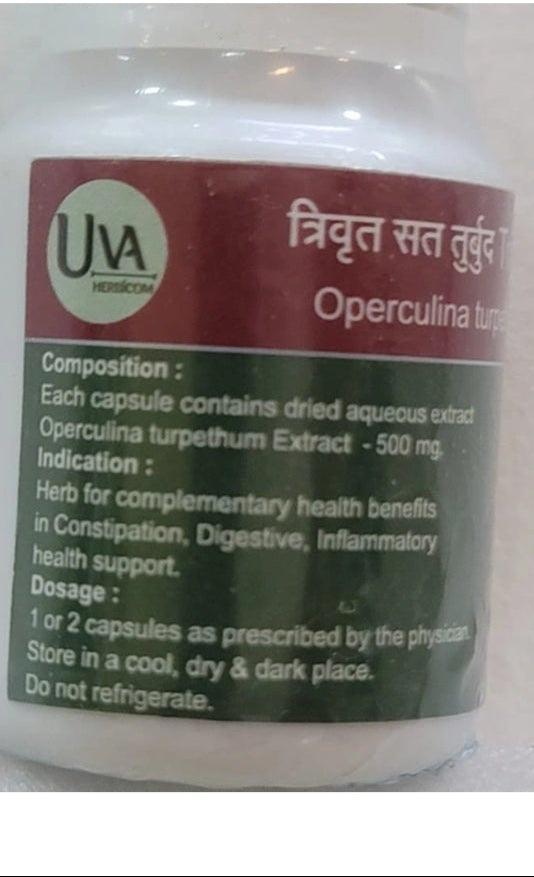 UVA
HERBICOM
त्रिवृत सत तुर्बुद T
Operculina turpe
Composition :
Each capsule contains dried aqueous extract
Operculina turpethum Extract - 500 mg.
Indication :
Herb for complementary health benefits
in Constipation, Digestive, Inflammatory
health support.
Dosage :
1 or 2 capsules as prescribed by the physician.
Store in a cool, dry & dark place.
Do not refrigerate.